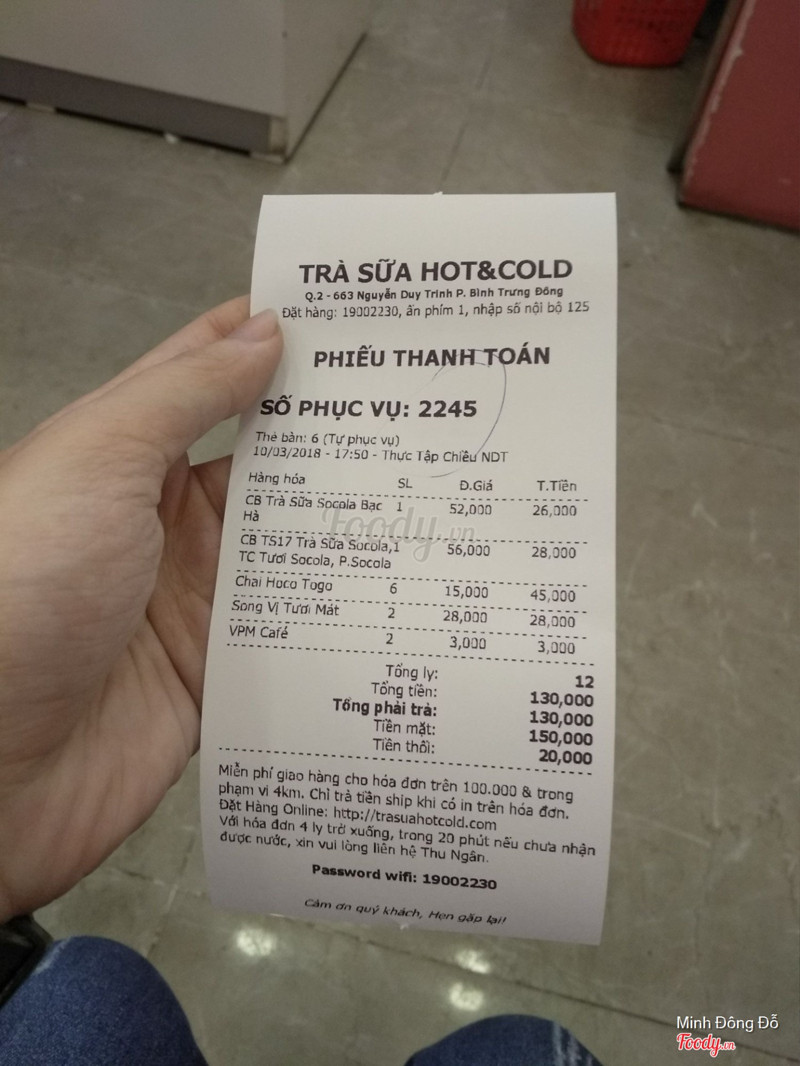 TRÀ SỮA HOT&COLD
Q.2 - 663 Nguyễn Duy Trinh P. Bình Trưng Đông
Đặt hàng: 19002230, ấn phím 1, nhập số nội bộ 125
PHIẾU THANH TOÁN
SỐ PHỤC VỤ: 2245
Thẻ bàn: 6 (Tự phục vụ)
10/03/2018 - 17:50 - Thực Tập Chiều NDT
Hàng hóa SL Đ.Giá T.Tiền
CB Trà Sữa Socola Bạc 1 52,000 26,000
Hà
CB TS17 Trà Sữa Socola,1 56,000 28,000
TC Tươi Socola, P.Socola
Chai Hoco Togo 6 15,000 45,000
Song Vị Tươi Mát 2 28,000 28,000
VPM Café 2 3,000 3,000
Tổng ly: 12
Tổng tiền: 130,000
Tổng phải trả: 130,000
Tiền mặt: 150,000
Tiền thối: 20,000
Miễn phí giao hàng cho hóa đơn trên 100.000 & trong
phạm vi 4km. Chỉ trả tiền ship khi có in trên hóa đơn.
Đặt Hàng Online: http://trasuahotcold.com
Với hóa đơn 4 ly trở xuống, trong 20 phút nếu chưa nhận
được nước, xin vui lòng liên hệ Thu Ngân.
Password wifi: 19002230
Cảm ơn quý khách, Hẹn gặp lại!
Foody.vn
Minh Đông Đỗ
Foody.vn